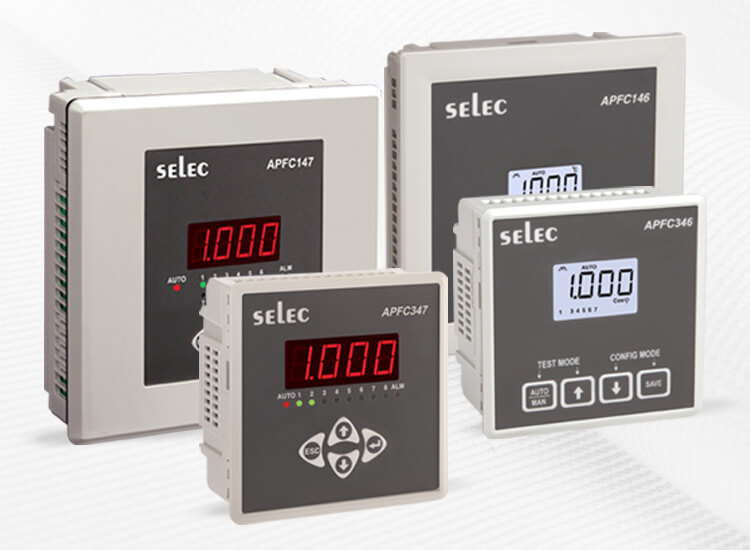 SELEC APFC146
1.000
AUTO °C
SELEC APFC147
1.000
AUTO 1 2 3 4 5 6 ALM
SELEC APFC346
AUTO
1.000
Cosφ
1 3 4 5 6 7
TEST MODE CONFIG MODE
AUTO
MAN
SAVE
SELEC APFC347
1.000
AUTO 1 2 3 4 5 6 7 8 ALM
ESC